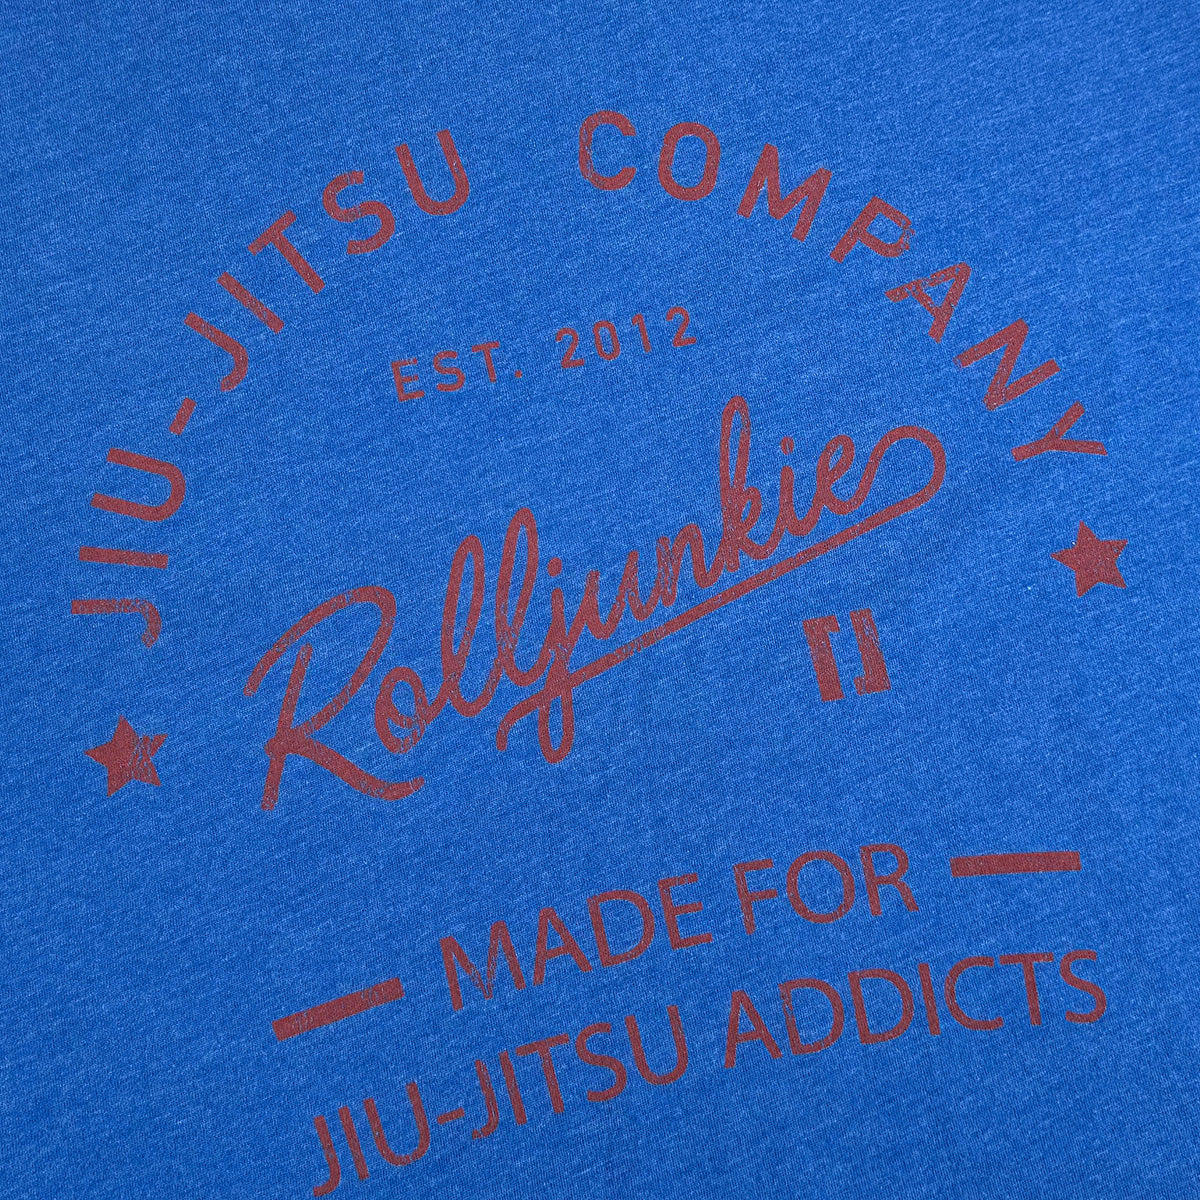 JIU-JITSU COMPANY
EST. 2012
Rolljunkie
MADE FOR
JIU-JITSU ADDICTS